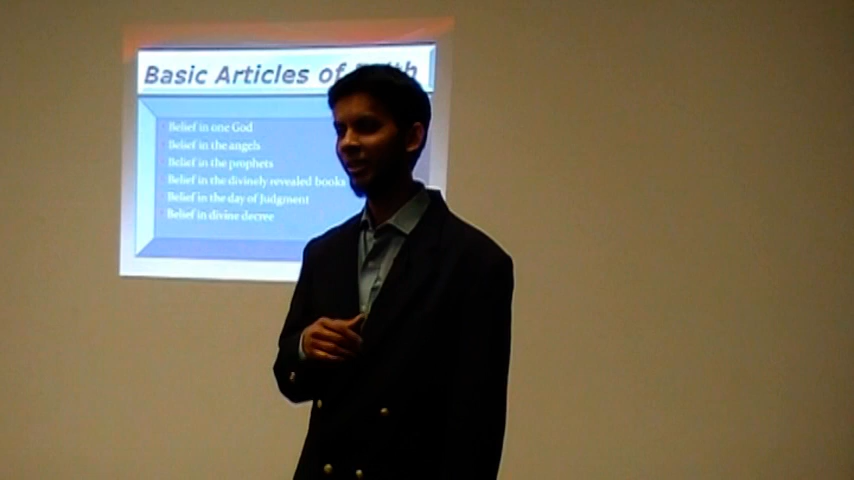 Basic Articles of Faith
Belief in one God
Belief in the angels
Belief in the prophets
Belief in the divinely revealed books
Belief in the day of Judgment
Belief in divine decree